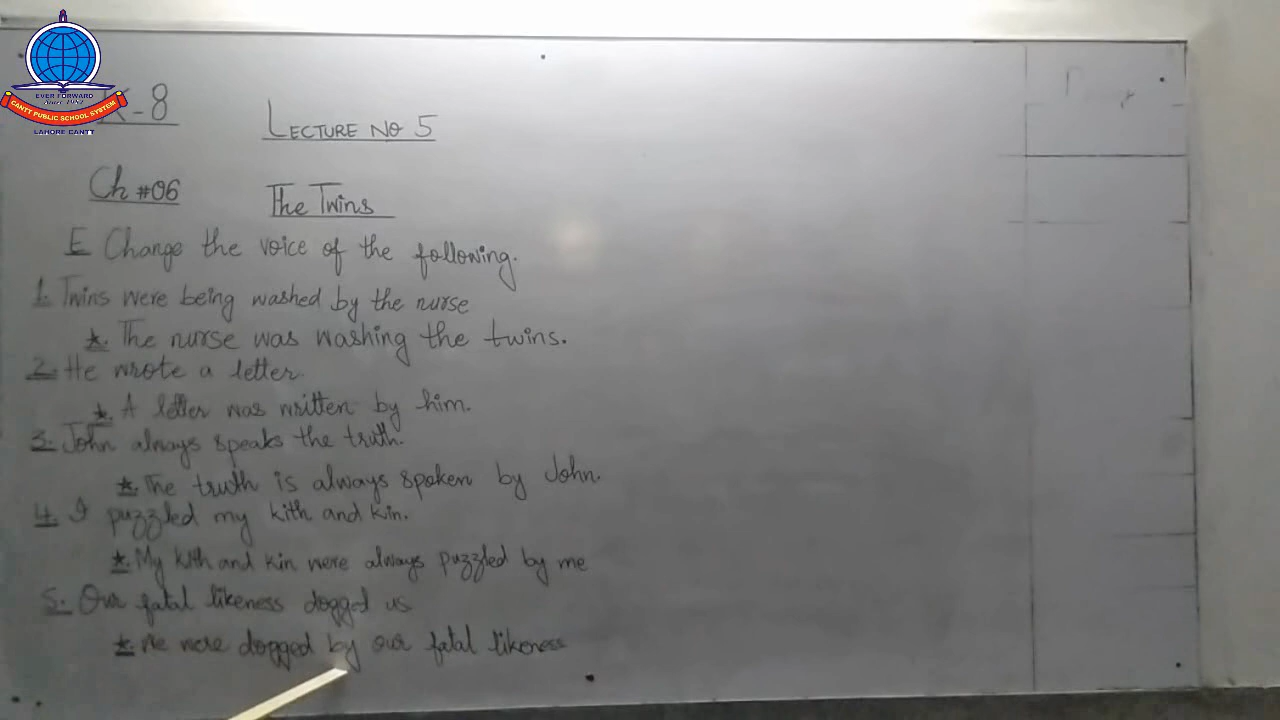 EVER FORWARD
Since 1982
CANTT PUBLIC SCHOOL SYSTEM
LAHORE CANTT
K-8
LECTURE NO 5
Ch #06 The Twins
E Change the voice of the following.
1. Twins were being washed by the nurse
*. The nurse was washing the twins.
2. He wrote a letter.
*. A letter was written by him.
3. John always speaks the truth.
*. The truth is always spoken by John.
4. I puzzled my kith and kin.
*. My kith and kin were always puzzled by me
5. Our fatal likeness dogged us
*. We were dogged by our fatal likeness